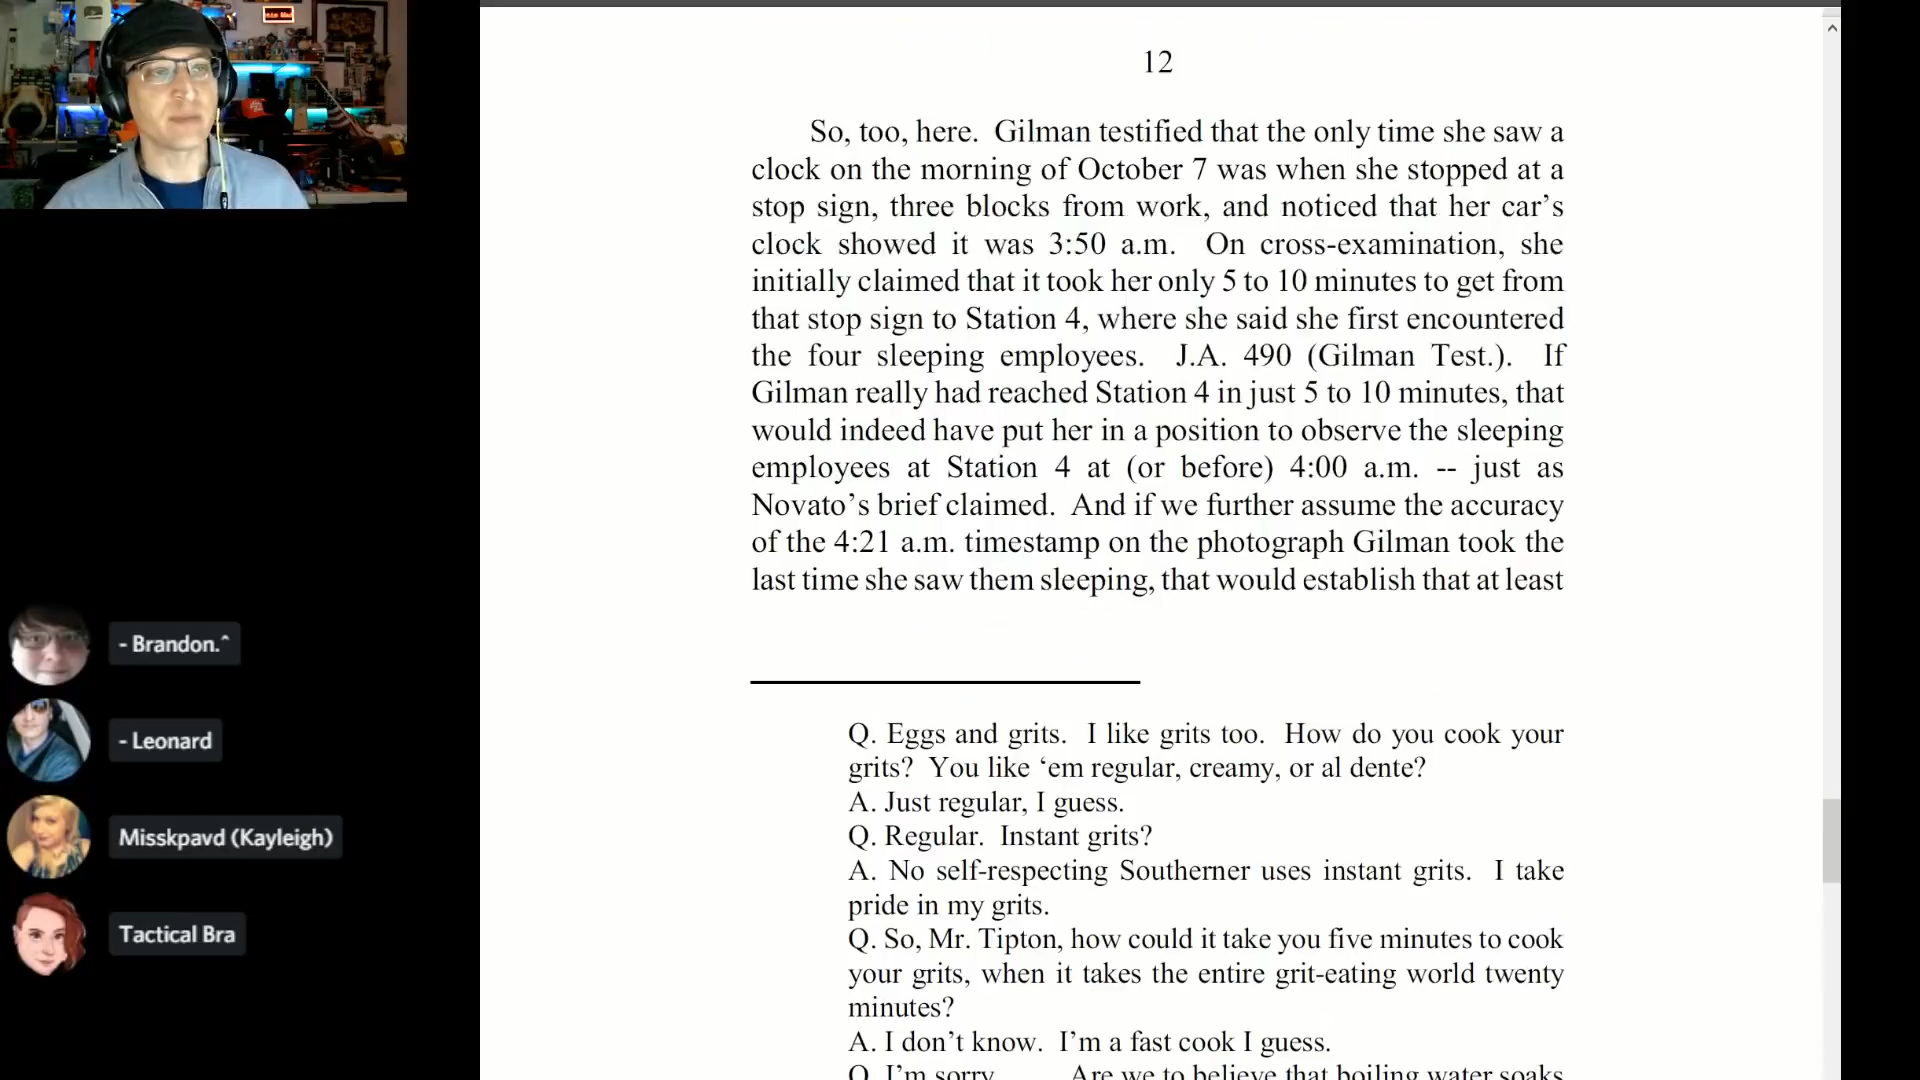 12
So, too, here. Gilman testified that the only time she saw a
clock on the morning of October 7 was when she stopped at a
stop sign, three blocks from work, and noticed that her car’s
clock showed it was 3:50 a.m. On cross-examination, she
initially claimed that it took her only 5 to 10 minutes to get from
that stop sign to Station 4, where she said she first encountered
the four sleeping employees. J.A. 490 (Gilman Test.). If
Gilman really had reached Station 4 in just 5 to 10 minutes, that
would indeed have put her in a position to observe the sleeping
employees at Station 4 at (or before) 4:00 a.m. -- just as
Novato’s brief claimed. And if we further assume the accuracy
of the 4:21 a.m. timestamp on the photograph Gilman took the
last time she saw them sleeping, that would establish that at least
Q. Eggs and grits. I like grits too. How do you cook your
grits? You like ‘em regular, creamy, or al dente?
A. Just regular, I guess.
Q. Regular. Instant grits?
A. No self-respecting Southerner uses instant grits. I take
pride in my grits.
Q. So, Mr. Tipton, how could it take you five minutes to cook
your grits, when it takes the entire grit-eating world twenty
minutes?
A. I don’t know. I’m a fast cook I guess.
Q. I’m sorry. Are we to believe that boiling water soaks
- Brandon.^
- Leonard
Misskpavd (Kayleigh)
Tactical Bra